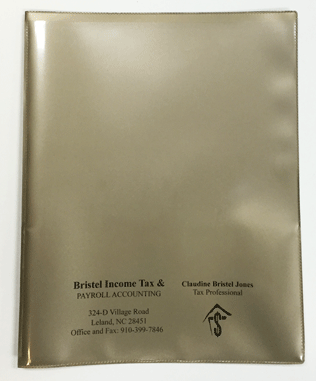 Bristel Income Tax &
PAYROLL ACCOUNTING
324-D Village Road
Leland, NC 28451
Office and Fax: 910-399-7846
Claudine Bristel Jones
Tax Professional